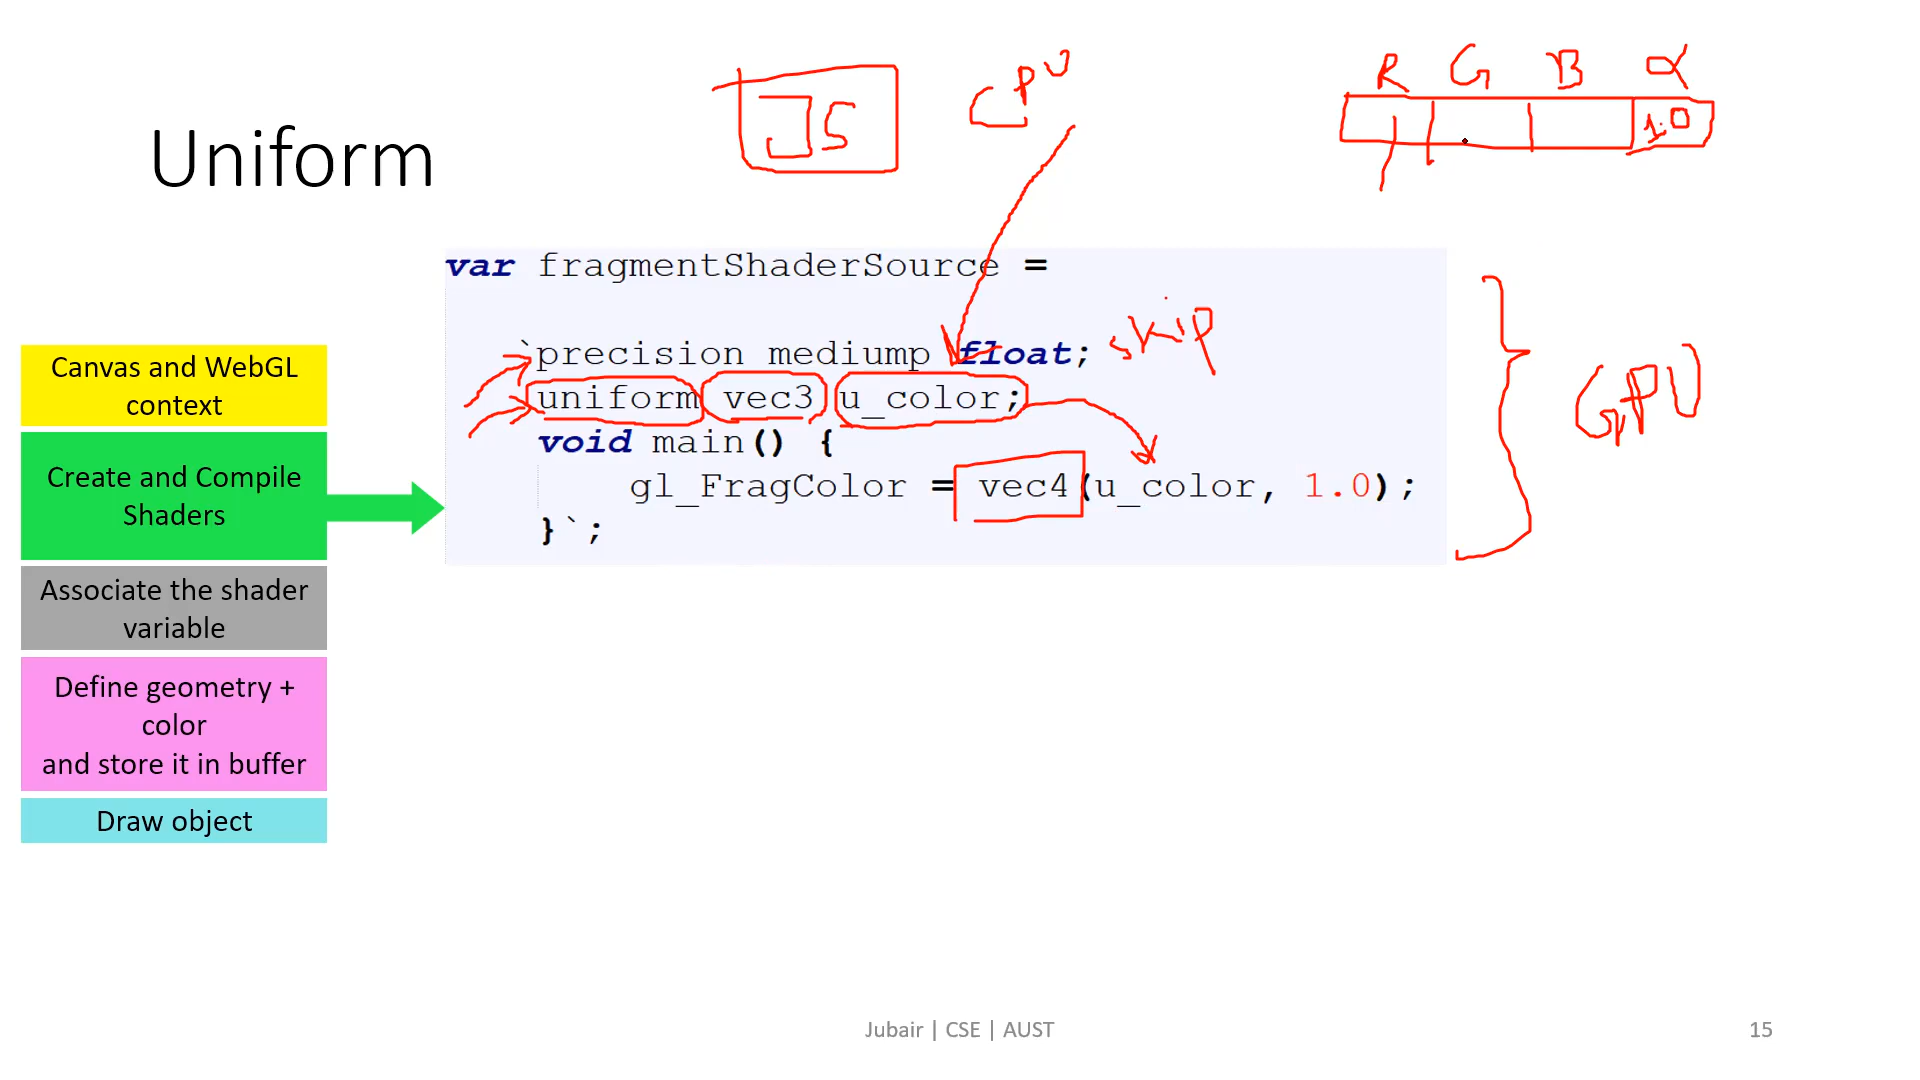 JS
CPU
R G B α
1.0
Uniform
var fragmentShaderSource =
`precision mediump float;
skip
uniform vec3 u_color;
void main() {
gl_FragColor = vec4(u_color, 1.0);
}`;
GPU
Canvas and WebGL
context
Create and Compile
Shaders
Associate the shader
variable
Define geometry +
color
and store it in buffer
Draw object
Jubair | CSE | AUST
15